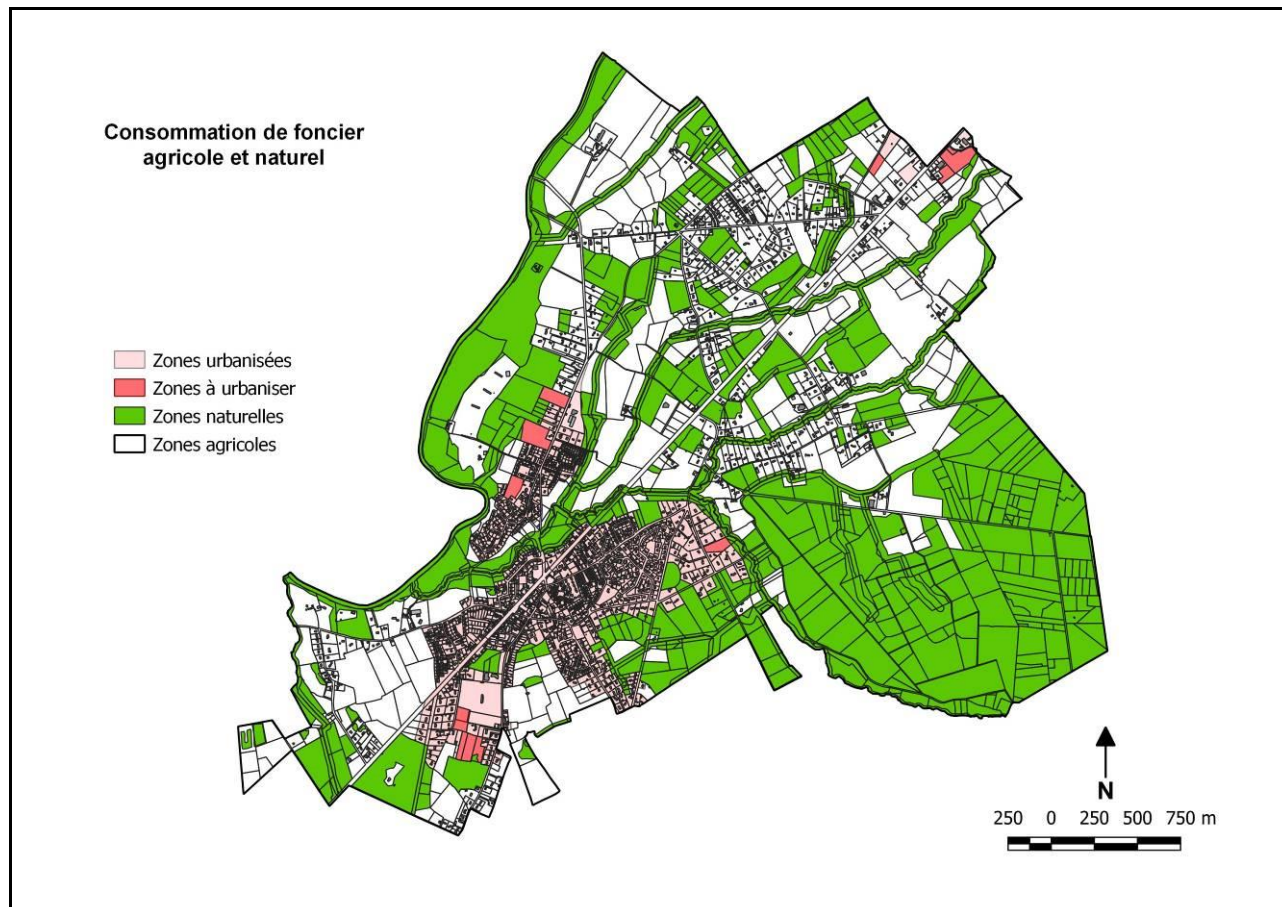 Consommation de foncier
agricole et naturel
Zones urbanisées
Zones à urbaniser
Zones naturelles
Zones agricoles
N
250 0 250 500 750 m